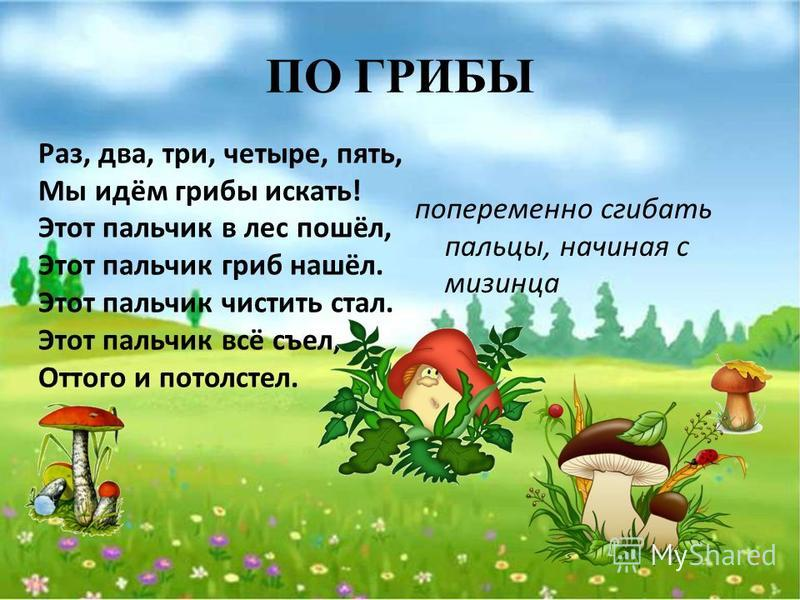 ПО ГРИБЫ
Раз, два, три, четыре, пять,
Мы идём грибы искать!
Этот пальчик в лес пошёл,
Этот пальчик гриб нашёл.
Этот пальчик чистить стал.
Этот пальчик всё съел,
Оттого и потолстел.
попеременно сгибать
пальцы, начиная с
мизинца
MyShared